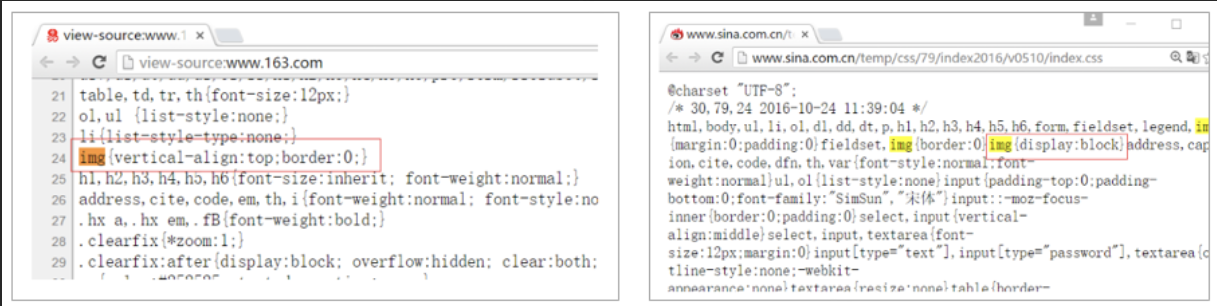 view-source:www.1
view-source:www.163.com
21 table,td,tr,th{font-size:12px;}
22 ol,ul {list-style:none;}
23 li{list-style-type:none;}
24 img{vertical-align:top;border:0;}
25 h1,h2,h3,h4,h5,h6{font-size:inherit; font-weight:normal;}
26 address,cite,code,em,th,i{font-weight:normal; font-style:no
27 .hx a,.hx em,.fB{font-weight:bold;}
28 .clearfix{*zoom:1;}
29 .clearfix:after{display:block; overflow:hidden; clear:both;
www.sina.com.cn/t
www.sina.com.cn/temp/css/79/index2016/v0510/index.css
@charset "UTF-8";
/* 30,79,24 2016-10-24 11:39:04 */
html,body,ul,li,ol,dl,dd,dt,p,h1,h2,h3,h4,h5,h6,form,fieldset,legend,im
{margin:0;padding:0}fieldset,img{border:0}img{display:block}address,cap
ion,cite,code,dfn,th,var{font-style:normal;font-
weight:normal}ul,ol{list-style:none}input{padding-top:0;padding-
bottom:0;font-family:"SimSun","宋体"}input::-moz-focus-
inner{border:0;padding:0}select,input{vertical-
align:middle}select,input,textarea{font-
size:12px;margin:0}input[type="text"],input[type="password"],textarea{o
tline-style:none;-webkit-
appearance:none}textarea{resize:none}table{border-